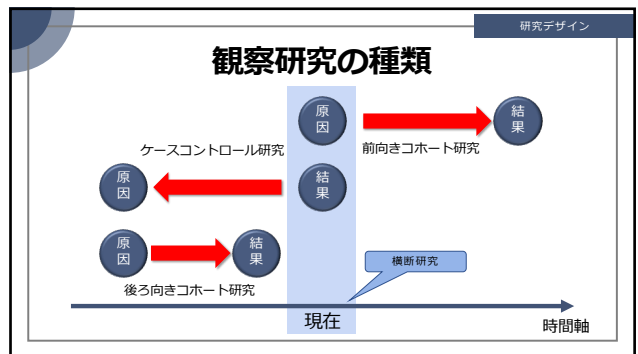 研究デザイン
観察研究の種類
原
因
結
果
ケースコントロール研究
前向きコホート研究
原
因
結
果
原
因
結
果
横断研究
後ろ向きコホート研究
現在
時間軸